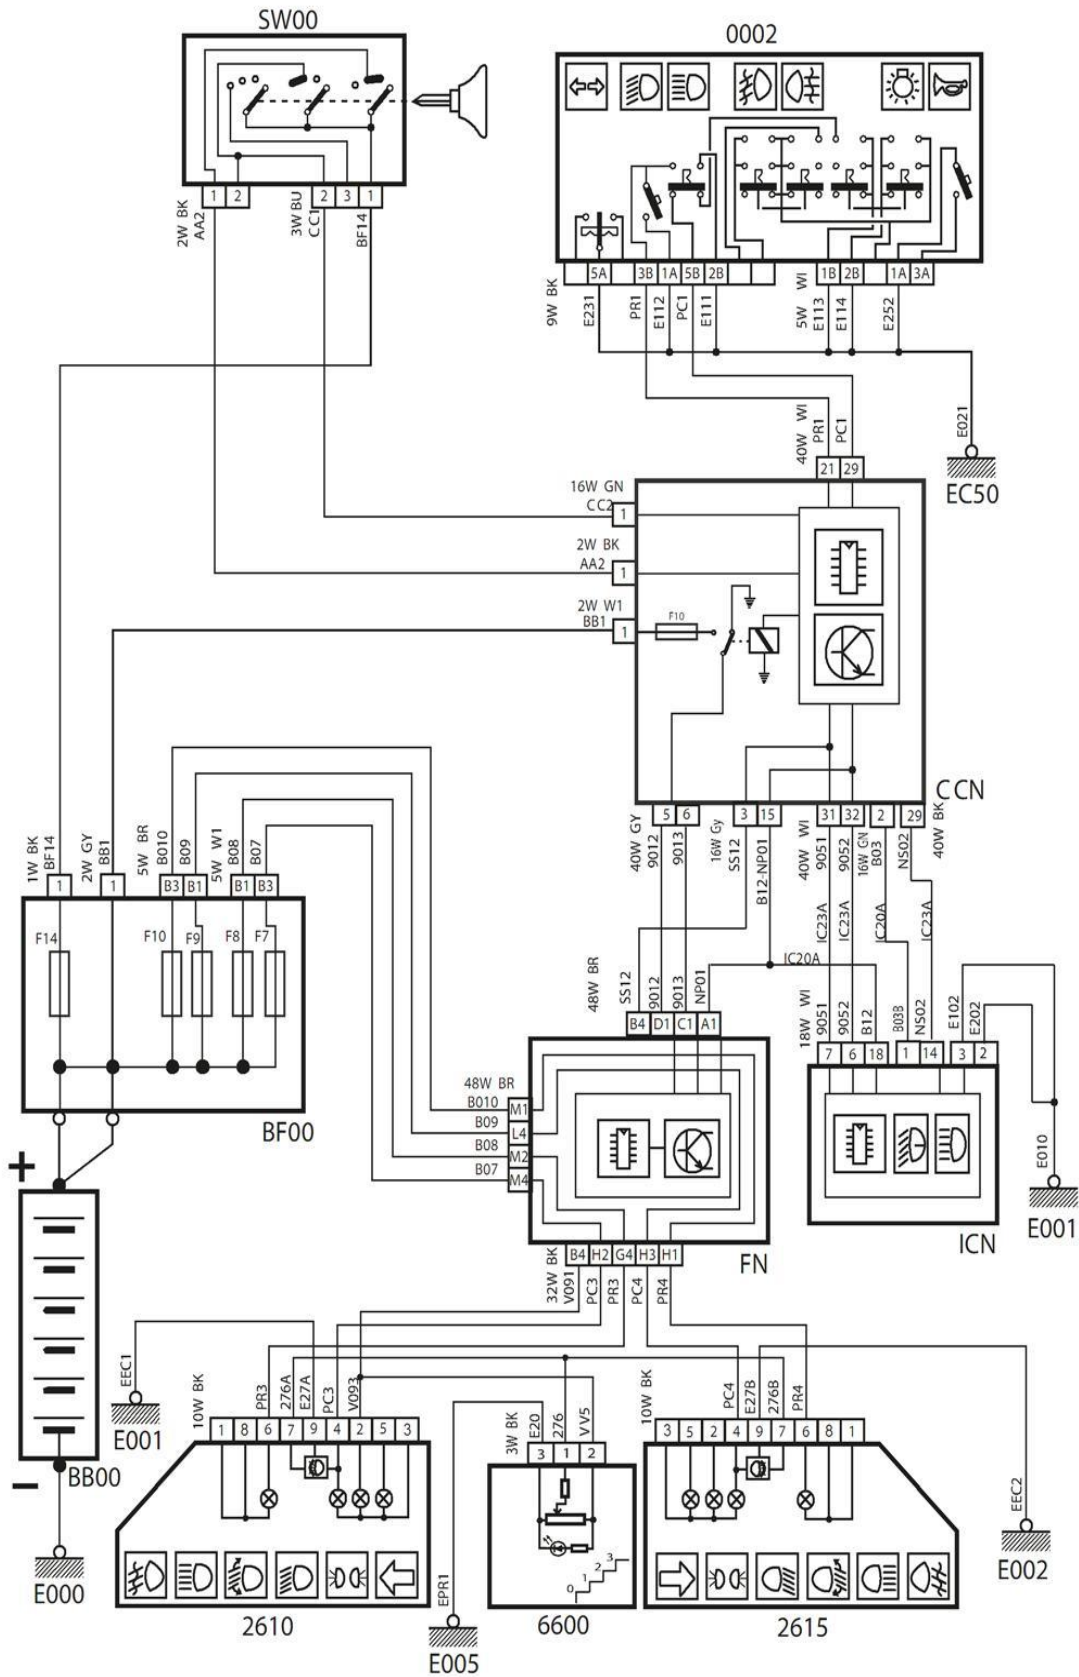 SW00
0002
1 2 2 3 1
2W BK
AA2
3W BU
CC1
BF14
5A 3B 1A 5B 2B 1B 2B 1A 3A
9W BK
E231
PR1
E112
PC1
E111
5W WI
E113
E114
E252
40W WI
PR1
PC1
E021
EC50
21 29
16W GN
CC2
1
2W BK
AA2
1
2W W1
BB1
1
F10
CCN
5 6 3 15 31 32 2 29
40W GY
9012
9013
16W Gy
SS12
B12-NP01
40W WI
9051
9052
16W GN
B03
NS02
40W BK
IC23A
IC23A
IC20A
IC23A
IC20A
1W BK
BF14
2W GY
BB1
5W BR
B010
B09
5W W1
B08
B07
1 1 B3 B1 B1 B3
F14 F10 F9 F8 F7
BF00
48W BR
SS12
9012
9013
NP01
B4 D1 C1 A1
18W WI
9051
9052
B12
B03B
NS02
E102
E202
7 6 18 1 14 3 2
48W BR
B010
M1
B09
L4
B08
M2
B07
M4
FN
ICN
E010
E001
B4 H2 G4 H3 H1
32W BK
V091
PC3
PR3
PC4
PR4
+
−
BB00
E000
EEC1
E001
10W BK
PR3
276A
E27A
PC3
V093
1 8 6 7 9 4 2 5 3
2610
EPR1
E005
3W BK
E20
276
VV5
3 1 2
0 1 2 3
6600
10W BK
PC4
E27B
276B
PR4
3 5 2 4 9 7 6 8 1
2615
EEC2
E002